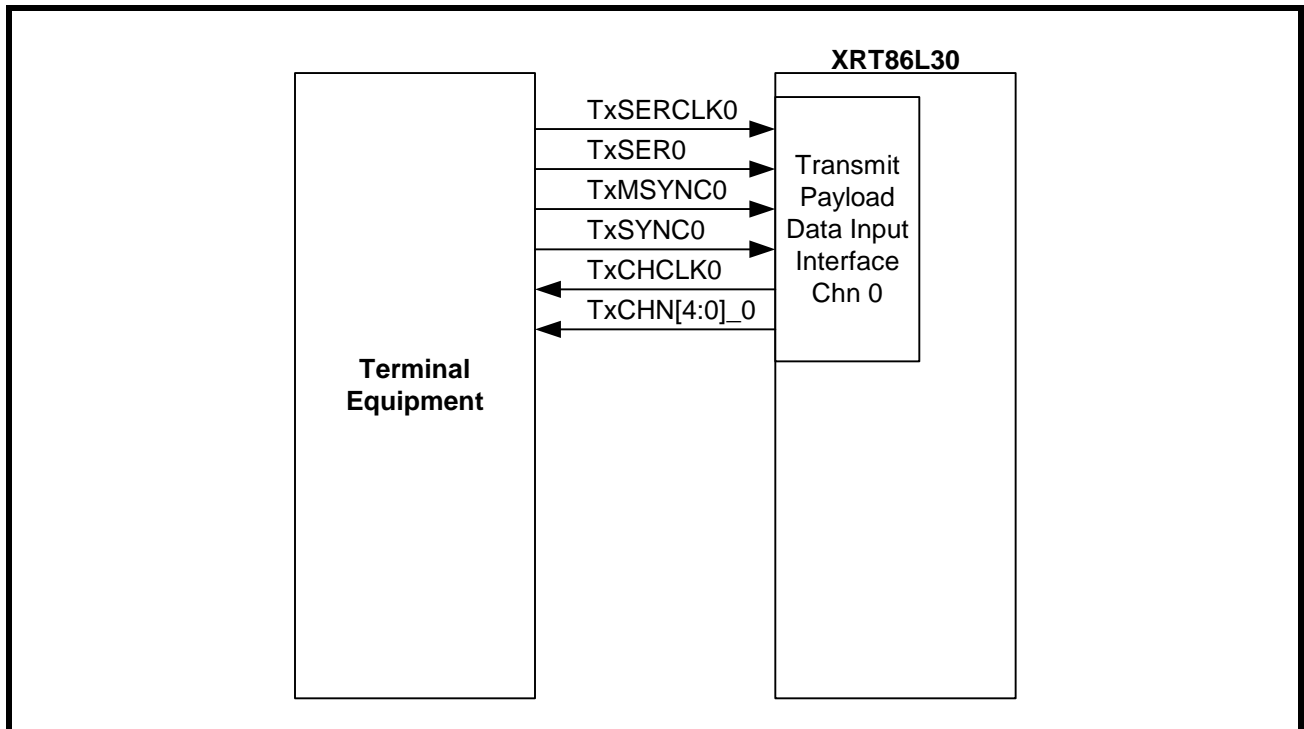 XRT86L30
TxSERCLK0
TxSER0
TxMSYNC0
TxSYNC0
TxCHCLK0
TxCHN[4:0]_0
Transmit
Payload
Data Input
Interface
Chn 0
Terminal
Equipment